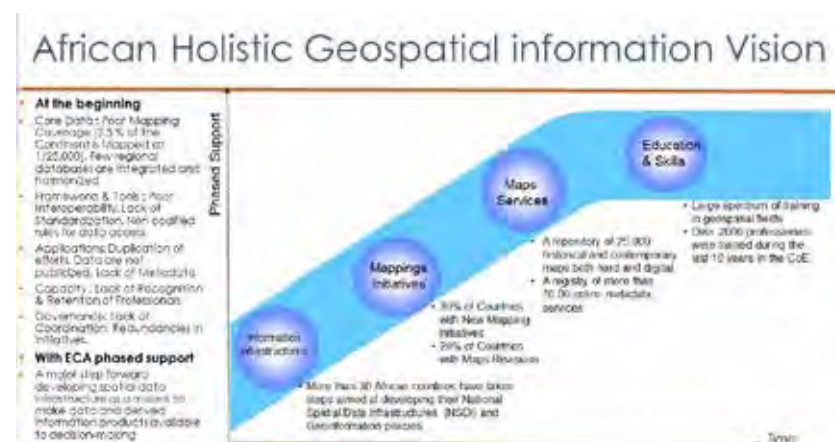 African Holistic Geospatial information Vision
At the beginning
Core Data: Poor Mapping
Coverage (2.5% of the
Continent is Mapped at
1/25,000). Few regional
databases are integrated and
harmonized
Frameworks & Tools: Poor
Interoperability. Lack of
Standardization. Non codified
rules for data access
Applications: Duplication of
efforts. Data are not
publicized. Lack of Metadata
Capacity: Lack of Recognition
& Retention of Professionals
Governance: Lack of
Coordination. Redundancies in
Initiatives.
With ECA phased support
A major step forward
developing spatial data
infrastructure as a means to
make data and derived
information products available
to decision-making
Phased Support
Information
Infrastructures
Mappings
Initiatives
Maps
Services
Education
& Skills
More than 30 African countries have taken
steps aimed at developing their National
Spatial Data Infrastructures (NSDI) and
Geoinformation policies
of Countries
with New Mapping
Initiatives
of Countries
with Maps Revisions
A repository of 25,000
historical and contemporary
maps both hard and digital
A registry of more than
online metadata
services
Large spectrum of training
in geospatial fields
Over professionals
were trained during the
last 10 years in the CoE
Time